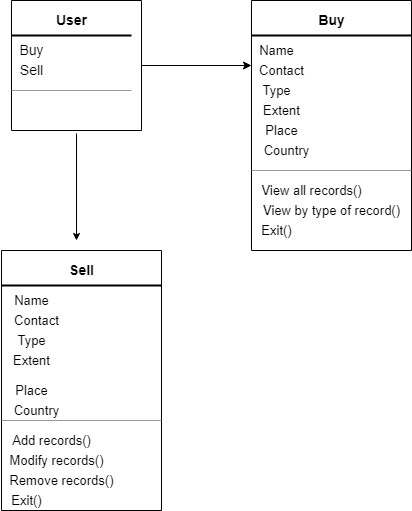 User
Buy
Sell
Buy
Name
Contact
Type
Extent
Place
Country
View all records()
View by type of record()
Exit()
Sell
Name
Contact
Type
Extent
Place
Country
Add records()
Modify records()
Remove records()
Exit()